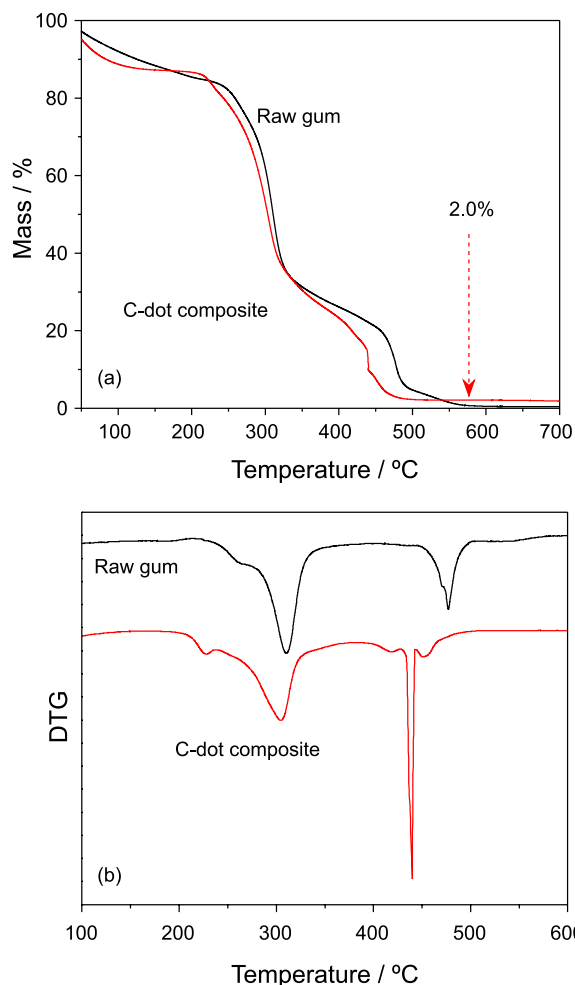 100
80
60
40
20
0
Mass / %
Raw gum
2.0%
C-dot composite
(a)
100 200 300 400 500 600 700
Temperature / ºC
Raw gum
DTG
C-dot composite
(b)
100 200 300 400 500 600
Temperature / ºC